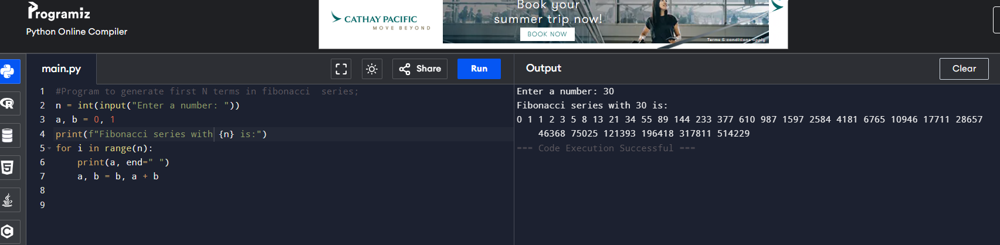 Programiz
Python Online Compiler
CATHAY PACIFIC
MOVE BEYOND
Book your
summer trip now!
BOOK NOW
Terms & conditions apply
main.py
Share
Run
Output
Clear
1 #Program to generate first N terms in fibonacci  series;
2 n = int(input("Enter a number: "))
3 a, b = 0, 1
4 print(f"Fibonacci series with {n} is:")
5 for i in range(n):
6     print(a, end=" ")
7     a, b = b, a + b
8
9
Enter a number: 30
Fibonacci series with 30 is:
0 1 1 2 3 5 8 13 21 34 55 89 144 233 377 610 987 1597 2584 4181 6765 10946 17711 28657
46368 75025 121393 196418 317811 514229
=== Code Execution Successful ===
R
5
C